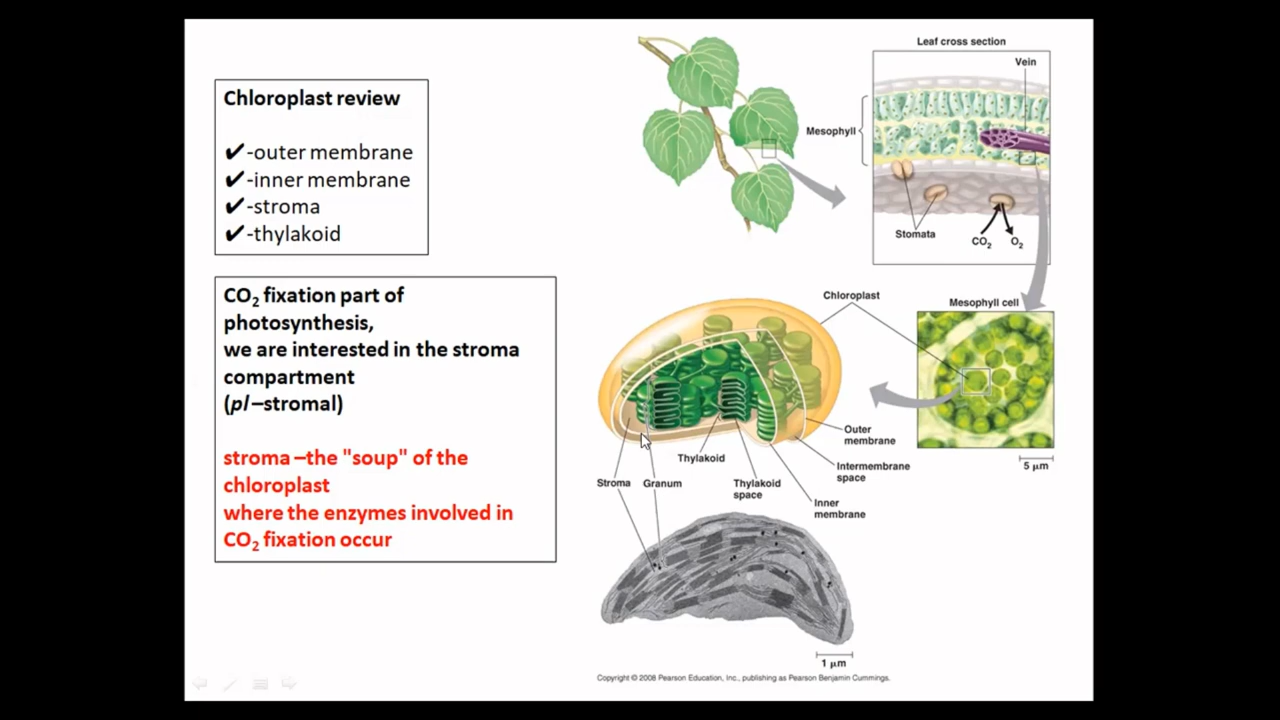 Chloroplast review
✔-outer membrane
✔-inner membrane
✔-stroma
✔-thylakoid
CO2 fixation part of
photosynthesis,
we are interested in the stroma
compartment
(pl–stromal)
stroma –the "soup" of the
chloroplast
where the enzymes involved in
CO2 fixation occur
Leaf cross section
Vein
Mesophyll
Stomata
CO2
O2
Chloroplast
Mesophyll cell
Outer
membrane
Thylakoid
Intermembrane
space
5 µm
Stroma
Granum
Thylakoid
space
Inner
membrane
1 µm
Copyright © 2008 Pearson Education, Inc., publishing as Pearson Benjamin Cummings.